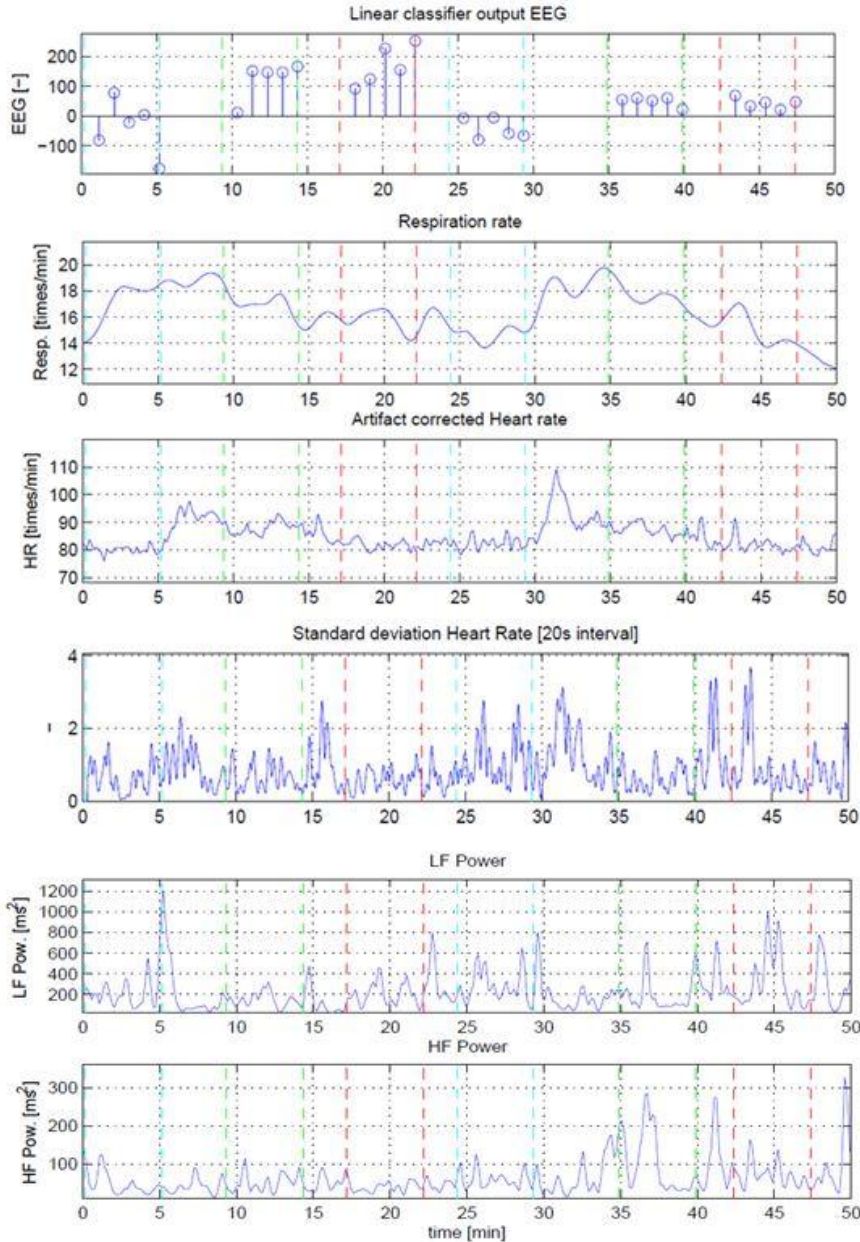 Linear classifier output EEG
EEG [–]
200
100
0
−100
0 5 10 15 20 25 30 35 40 45 50
Respiration rate
Resp. [times/min]
20
18
16
14
12
0 5 10 15 20 25 30 35 40 45 50
Artifact corrected Heart rate
HR [times/min]
110
100
90
80
70
0 5 10 15 20 25 30 35 40 45 50
Standard deviation Heart Rate [20s interval]
–
4
2
0
0 5 10 15 20 25 30 35 40 45 50
LF Power
LF Pow. [ms²]
1200
1000
800
600
400
200
0 5 10 15 20 25 30 35 40 45 50
HF Power
HF Pow. [ms²]
300
200
100
0 5 10 15 20 25 30 35 40 45 50
time [min]